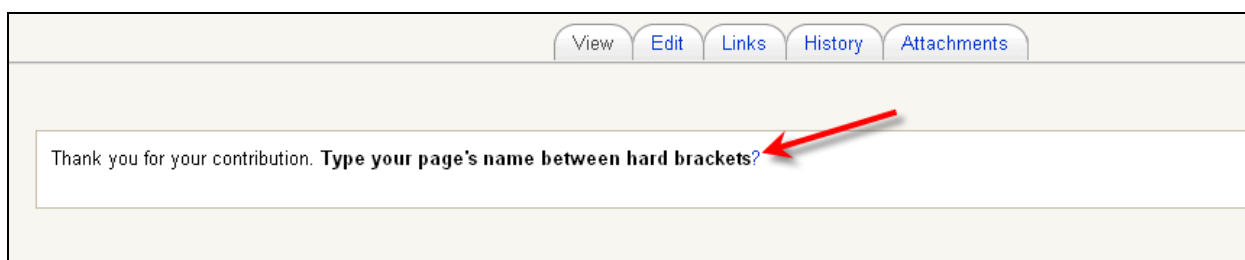 View Edit Links History Attachments
Thank you for your contribution. Type your page's name between hard brackets?